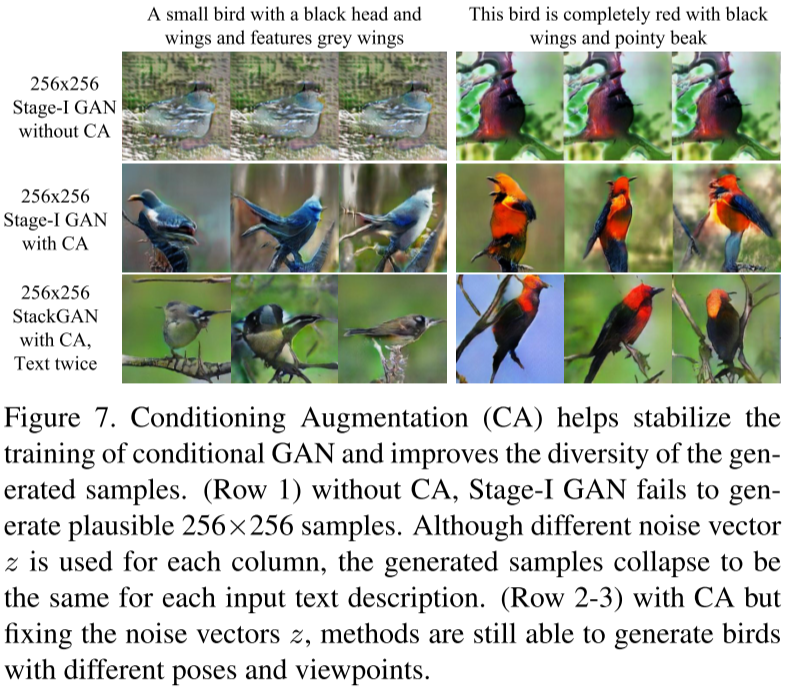 A small bird with a black head and
wings and features grey wings
This bird is completely red with black
wings and pointy beak
256x256
Stage-I GAN
without CA
256x256
Stage-I GAN
with CA
256x256
StackGAN
with CA,
Text twice
Figure 7. Conditioning Augmentation (CA) helps stabilize the
training of conditional GAN and improves the diversity of the gen-
erated samples. (Row 1) without CA, Stage-I GAN fails to gen-
erate plausible 256×256 samples. Although different noise vector
z is used for each column, the generated samples collapse to be
the same for each input text description. (Row 2-3) with CA but
fixing the noise vectors z, methods are still able to generate birds
with different poses and viewpoints.